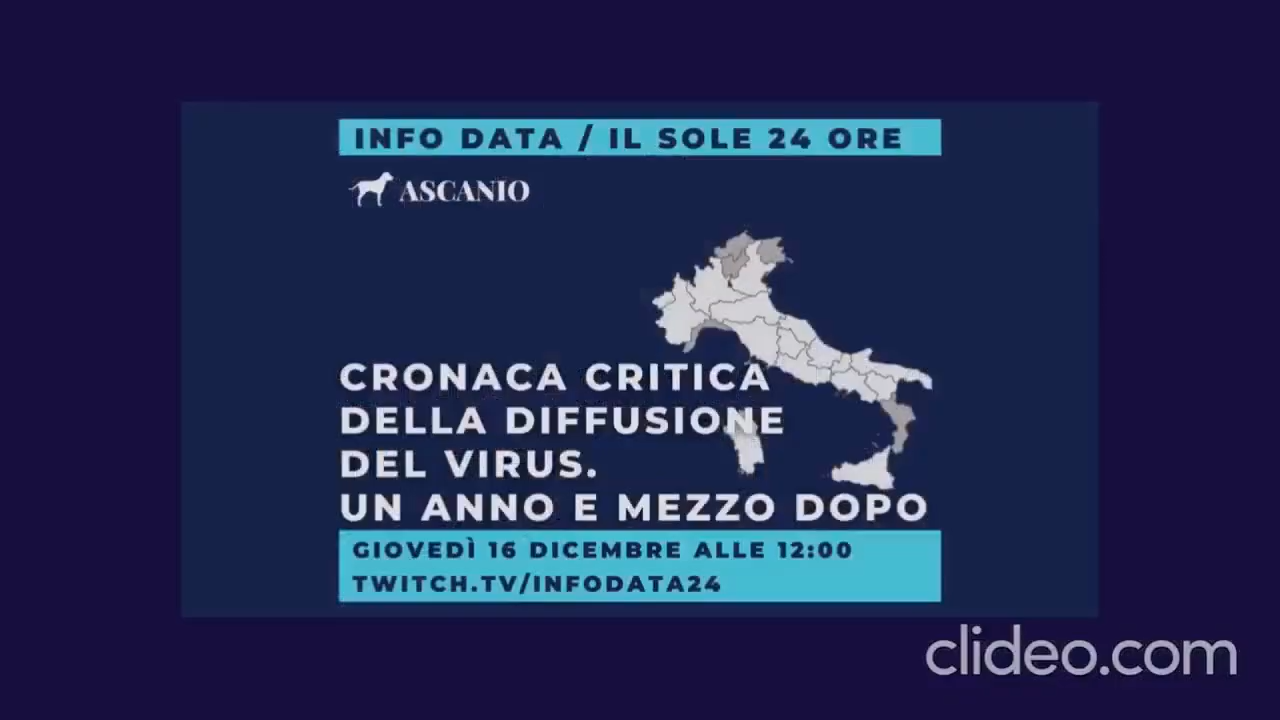 INFO DATA / IL SOLE 24 ORE
ASCANIO
CRONACA CRITICA
DELLA DIFFUSIONE
DEL VIRUS.
UN ANNO E MEZZO DOPO
GIOVEDÌ 16 DICEMBRE ALLE 12:00
TWITCH.TV/INFODATA24
clideo.com